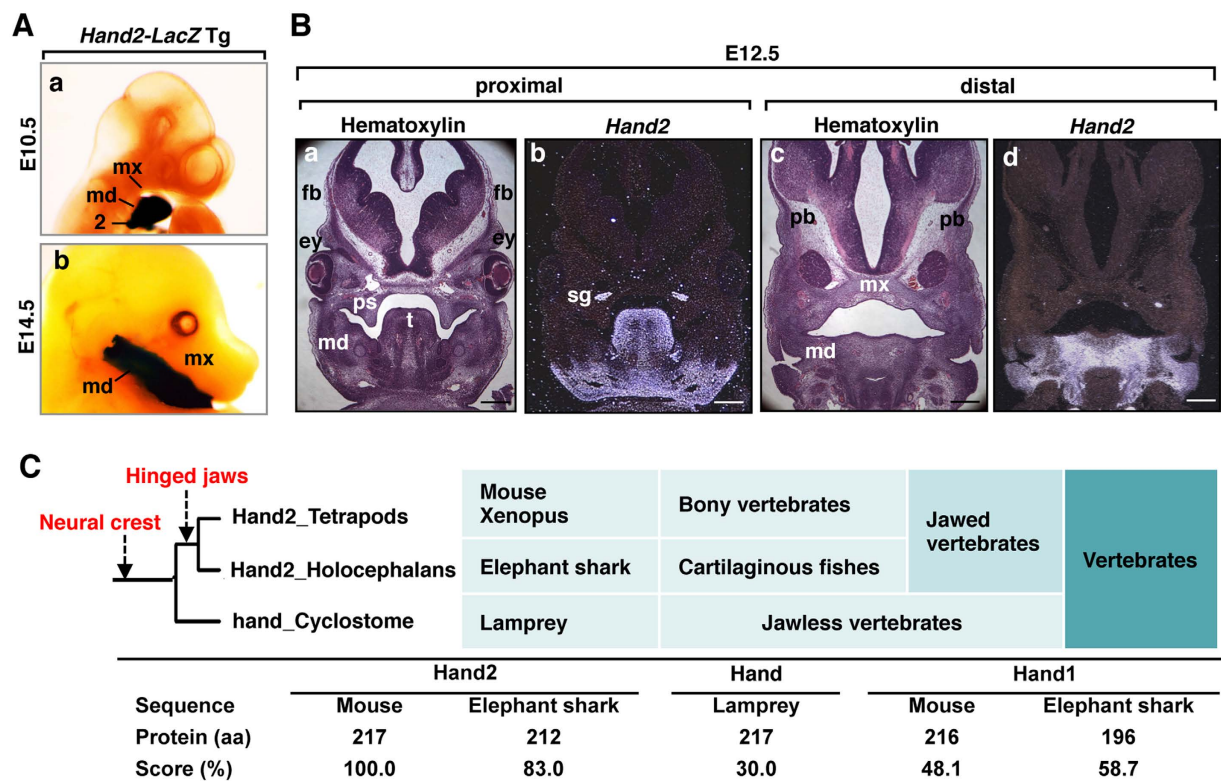 A
Hand2-LacZ Tg
a
E10.5
mx
md
2
b
E14.5
mx
md
B
E12.5
proximal
distal
Hematoxylin
Hand2
Hematoxylin
Hand2
a
fb
fb
ey
ey
ps
t
md
b
sg
c
pb
pb
mx
md
d
C
Hinged jaws
Neural crest
Hand2_Tetrapods
Hand2_Holocephalans
hand_Cyclostome
Mouse
Xenopus
Bony vertebrates
Jawed
vertebrates
Vertebrates
Elephant shark
Cartilaginous fishes
Lamprey
Jawless vertebrates
Hand2 Hand Hand1
Sequence Mouse Elephant shark Lamprey Mouse Elephant shark
Protein (aa) 217 212 217 216 196
Score (%) 100.0 83.0 30.0 48.1 58.7